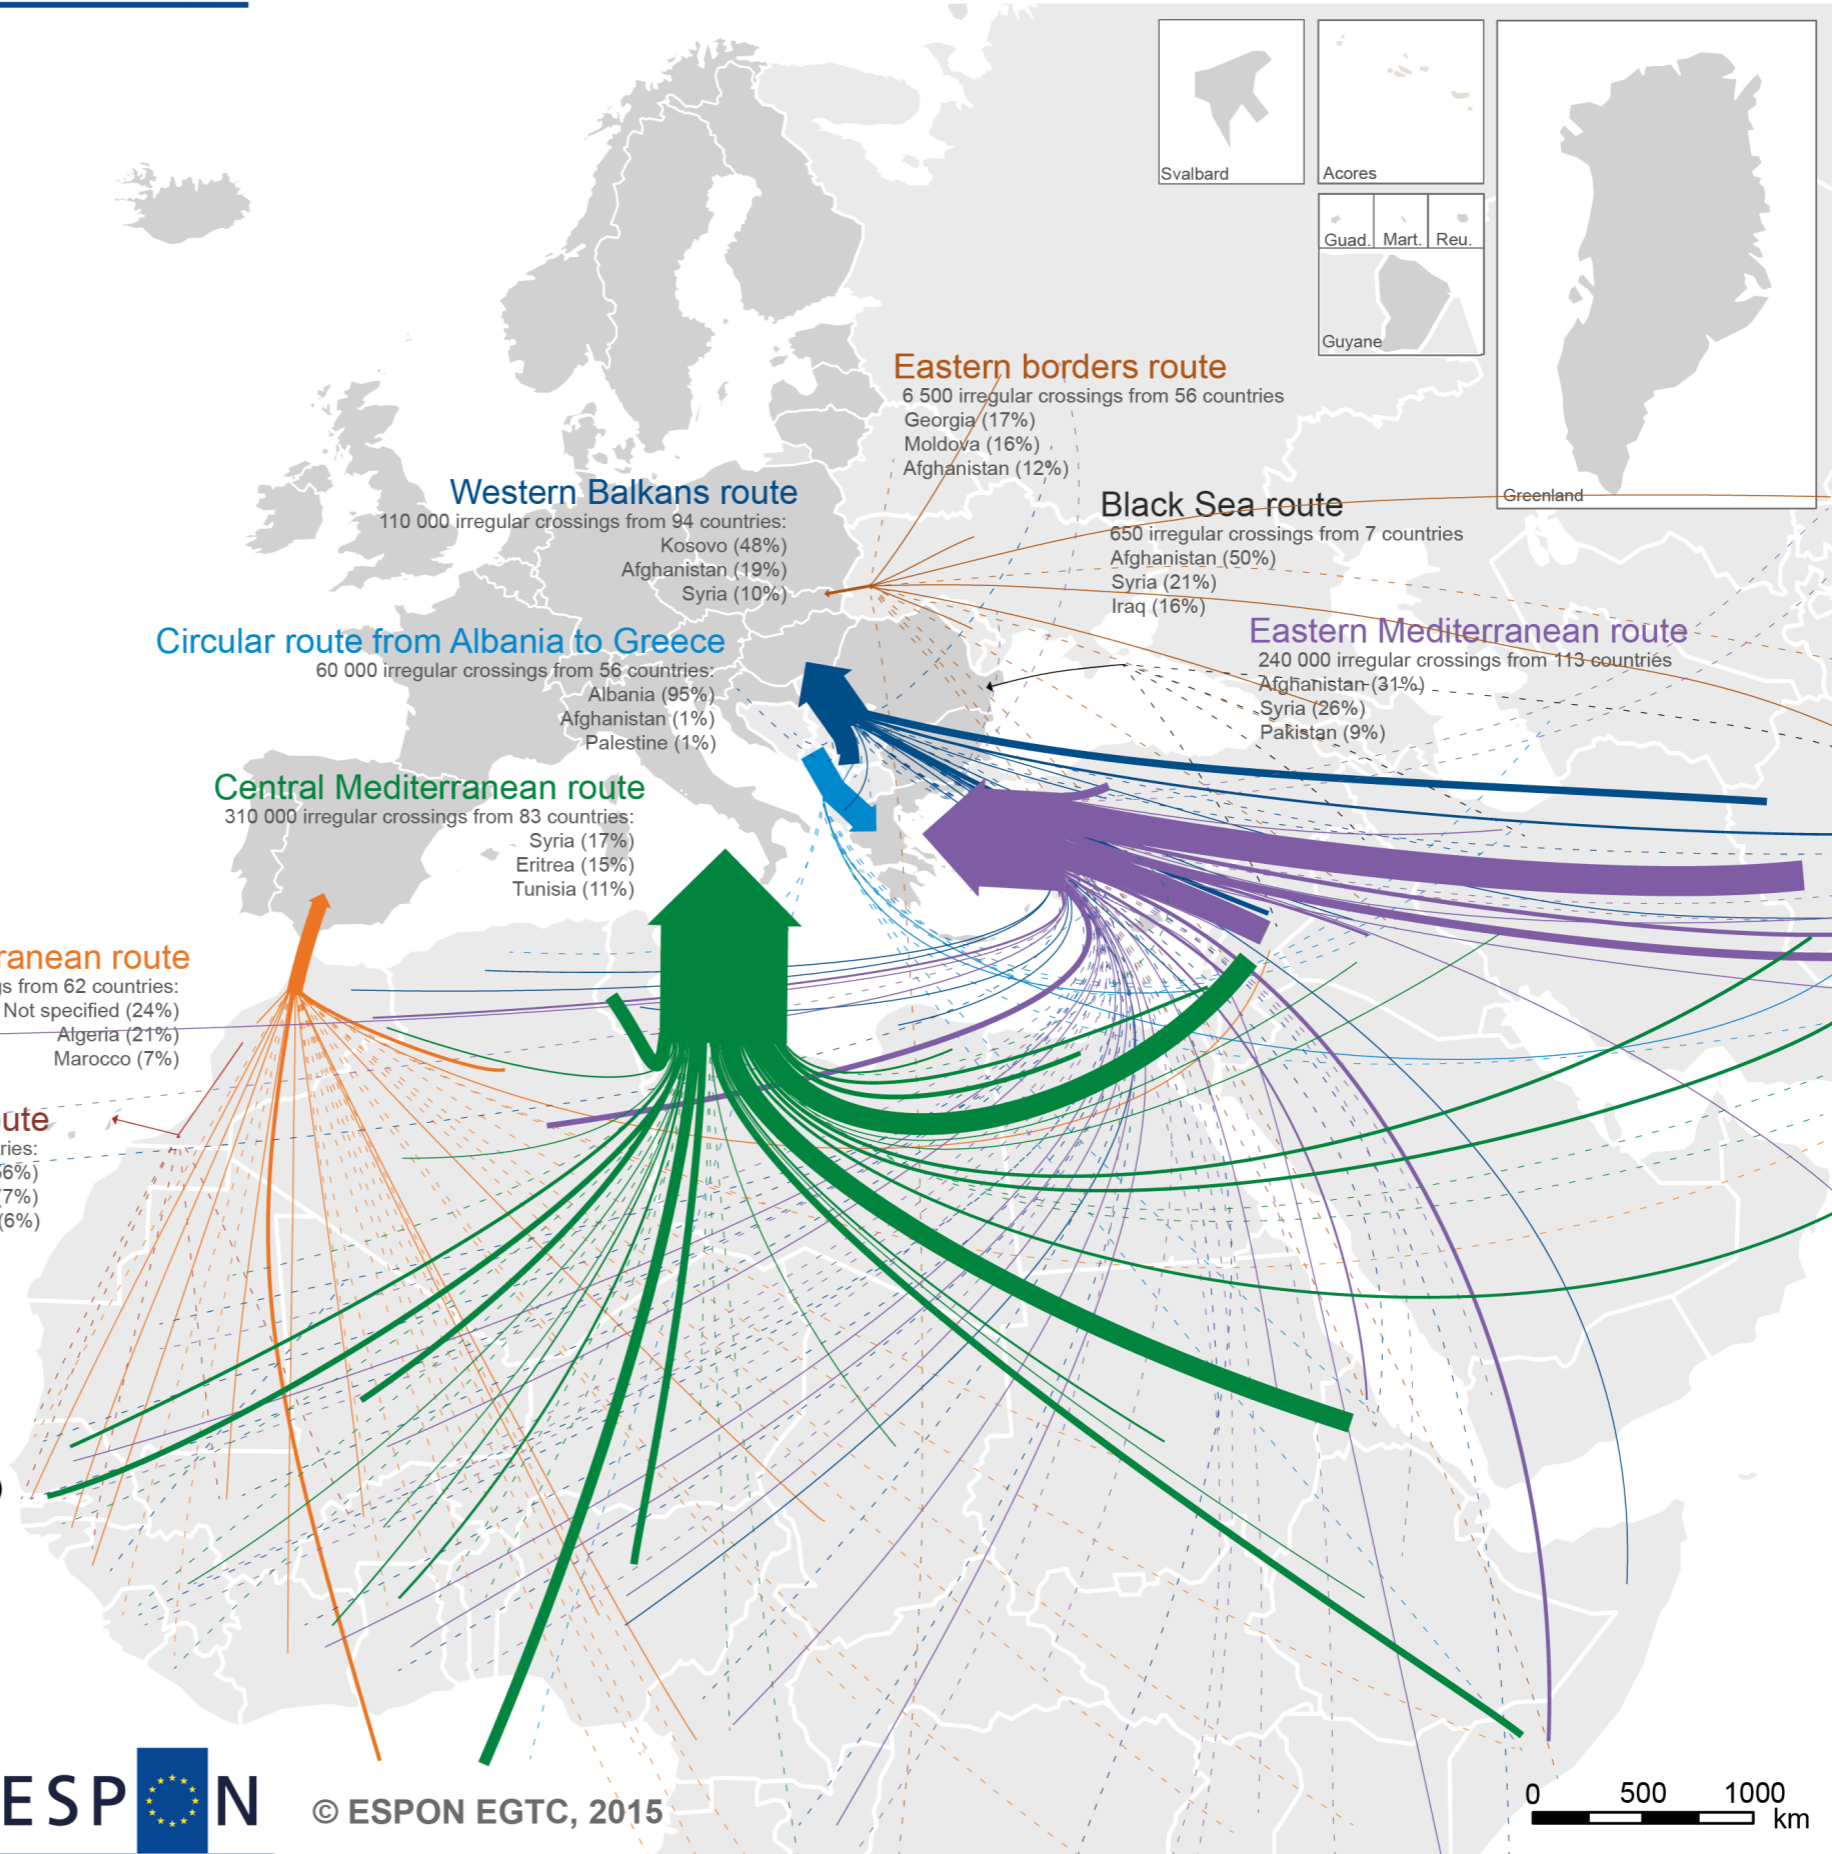 Svalbard
Acores
Guad.
Mart.
Reu.
Guyane
Greenland
Eastern borders route
6 500 irregular crossings from 56 countries
Georgia (17%)
Moldova (16%)
Afghanistan (12%)
Western Balkans route
110 000 irregular crossings from 94 countries:
Kosovo (48%)
Afghanistan (19%)
Syria (10%)
Black Sea route
650 irregular crossings from 7 countries
Afghanistan (50%)
Syria (21%)
Iraq (16%)
Circular route from Albania to Greece
60 000 irregular crossings from 56 countries:
Albania (95%)
Afghanistan (1%)
Palestine (1%)
Eastern Mediterranean route
240 000 irregular crossings from 113 countries
Afghanistan (31%)
Syria (26%)
Pakistan (9%)
Central Mediterranean route
310 000 irregular crossings from 83 countries:
Syria (17%)
Eritrea (15%)
Tunisia (11%)
ranean route
gs from 62 countries:
Not specified (24%)
Algeria (21%)
Marocco (7%)
ute
ries:
6%)
(7%)
(6%)
)
ESPON
© ESPON EGTC, 2015
0 500 1000
km